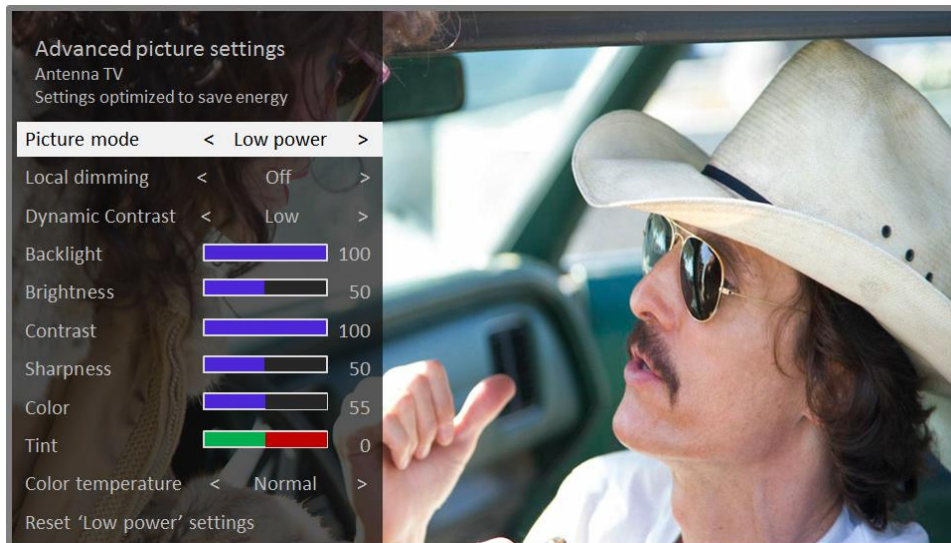 Advanced picture settings
Antenna TV
Settings optimized to save energy
Picture mode < Low power >
Local dimming < Off >
Dynamic Contrast < Low >
Backlight 100
Brightness 50
Contrast 100
Sharpness 50
Color 55
Tint 0
Color temperature < Normal >
Reset ‘Low power’ settings